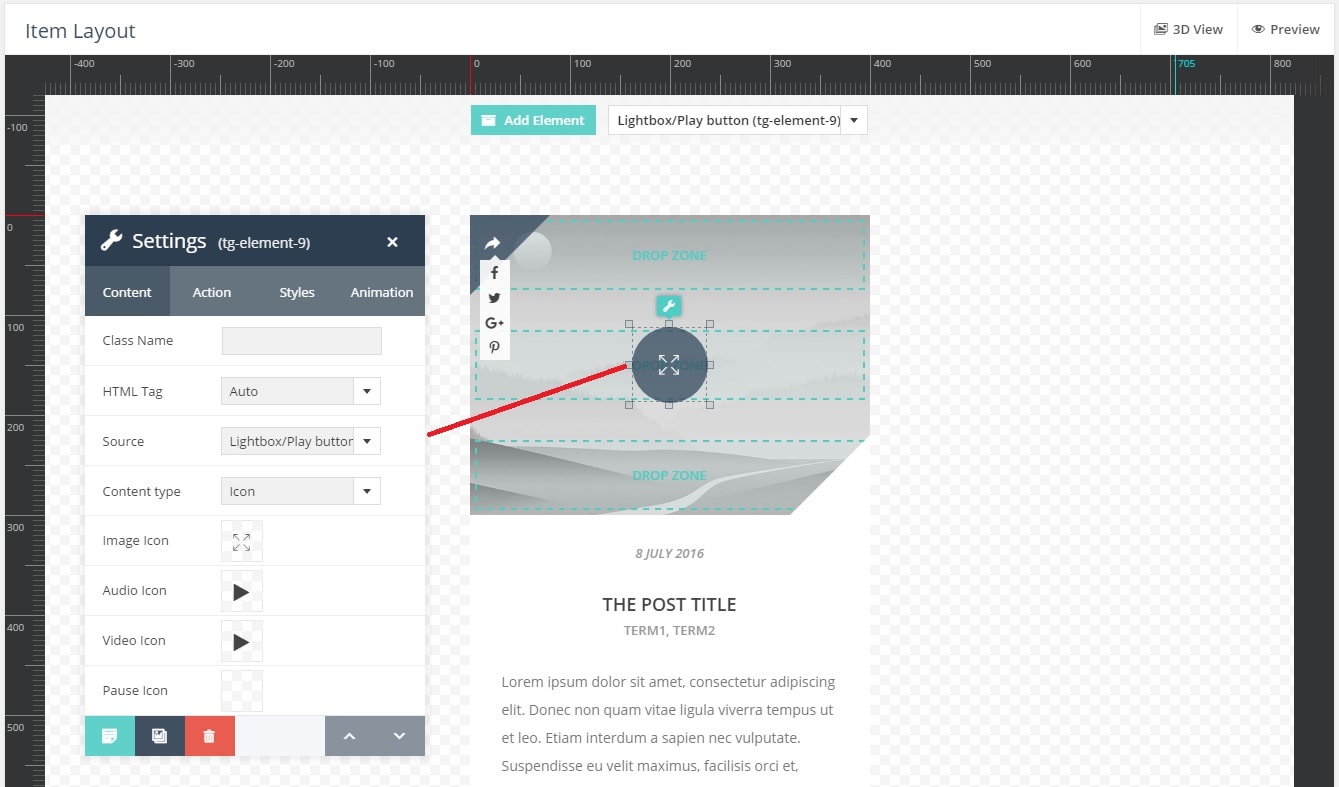 Item Layout
3D View
Preview
-400 -300 -200 -100 0 100 200 300 400 500 600 705 800
-100
0
100
200
300
400
500
Add Element
Lightbox/Play button (tg-element-9)
Settings (tg-element-9)
Content Action Styles Animation
Class Name
HTML Tag Auto
Source Lightbox/Play button
Content type Icon
Image Icon
Audio Icon
Video Icon
Pause Icon
DROP ZONE
G+
DROP ZONE
DROP ZONE
8 JULY 2016
THE POST TITLE
TERM1, TERM2
Lorem ipsum dolor sit amet, consectetur adipiscing
elit. Donec non quam vitae ligula viverra tempus ut
et leo. Etiam interdum a sapien nec vulputate.
Suspendisse eu velit maximus, facilisis orci et,